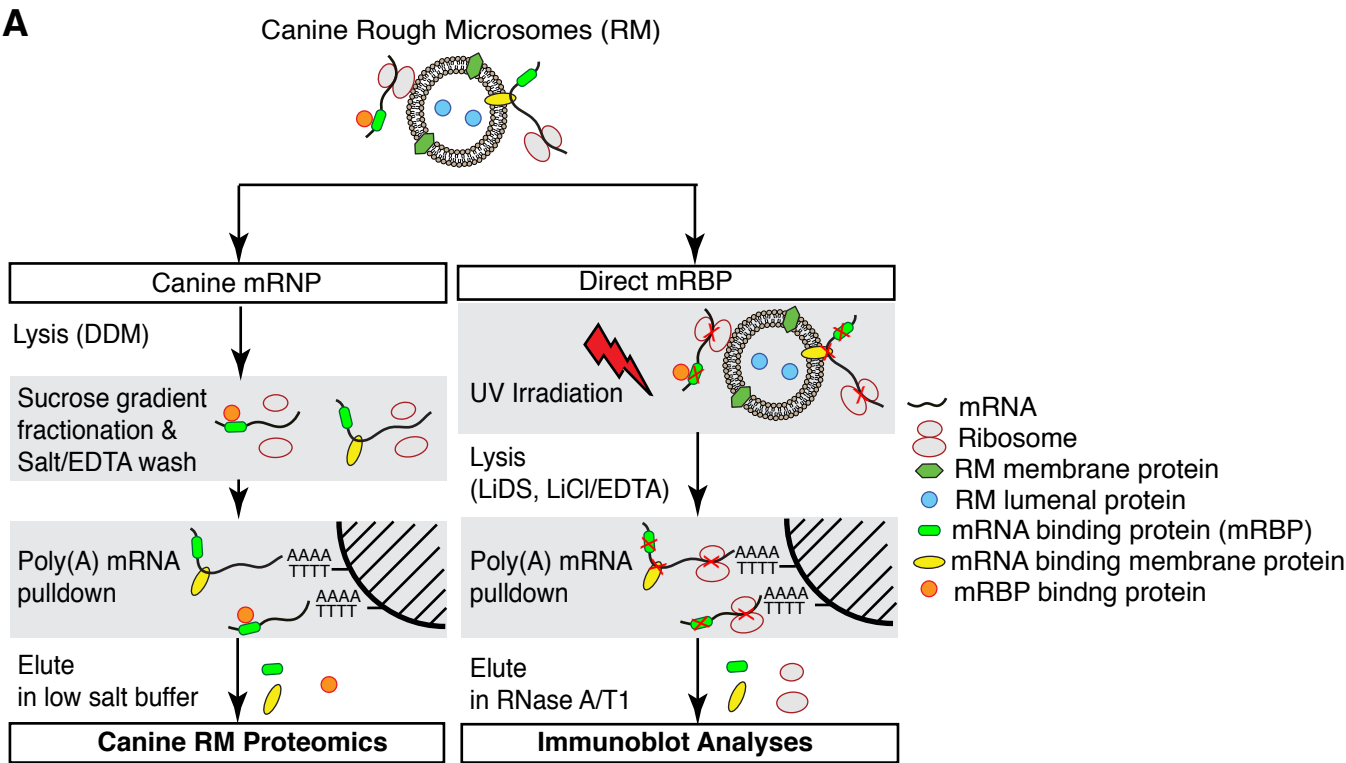 A
Canine Rough Microsomes (RM)
Canine mRNP
Lysis (DDM)
Sucrose gradient
fractionation &
Salt/EDTA wash
Poly(A) mRNA
pulldown
AAAA
TTTT
AAAA
TTTT
Elute
in low salt buffer
Canine RM Proteomics
Direct mRBP
UV Irradiation
Lysis
(LiDS, LiCl/EDTA)
Poly(A) mRNA
pulldown
AAAA
TTTT
AAAA
TTTT
Elute
in RNase A/T1
Immunoblot Analyses
mRNA
Ribosome
RM membrane protein
RM lumenal protein
mRNA binding protein (mRBP)
mRNA binding membrane protein
mRBP bindng protein